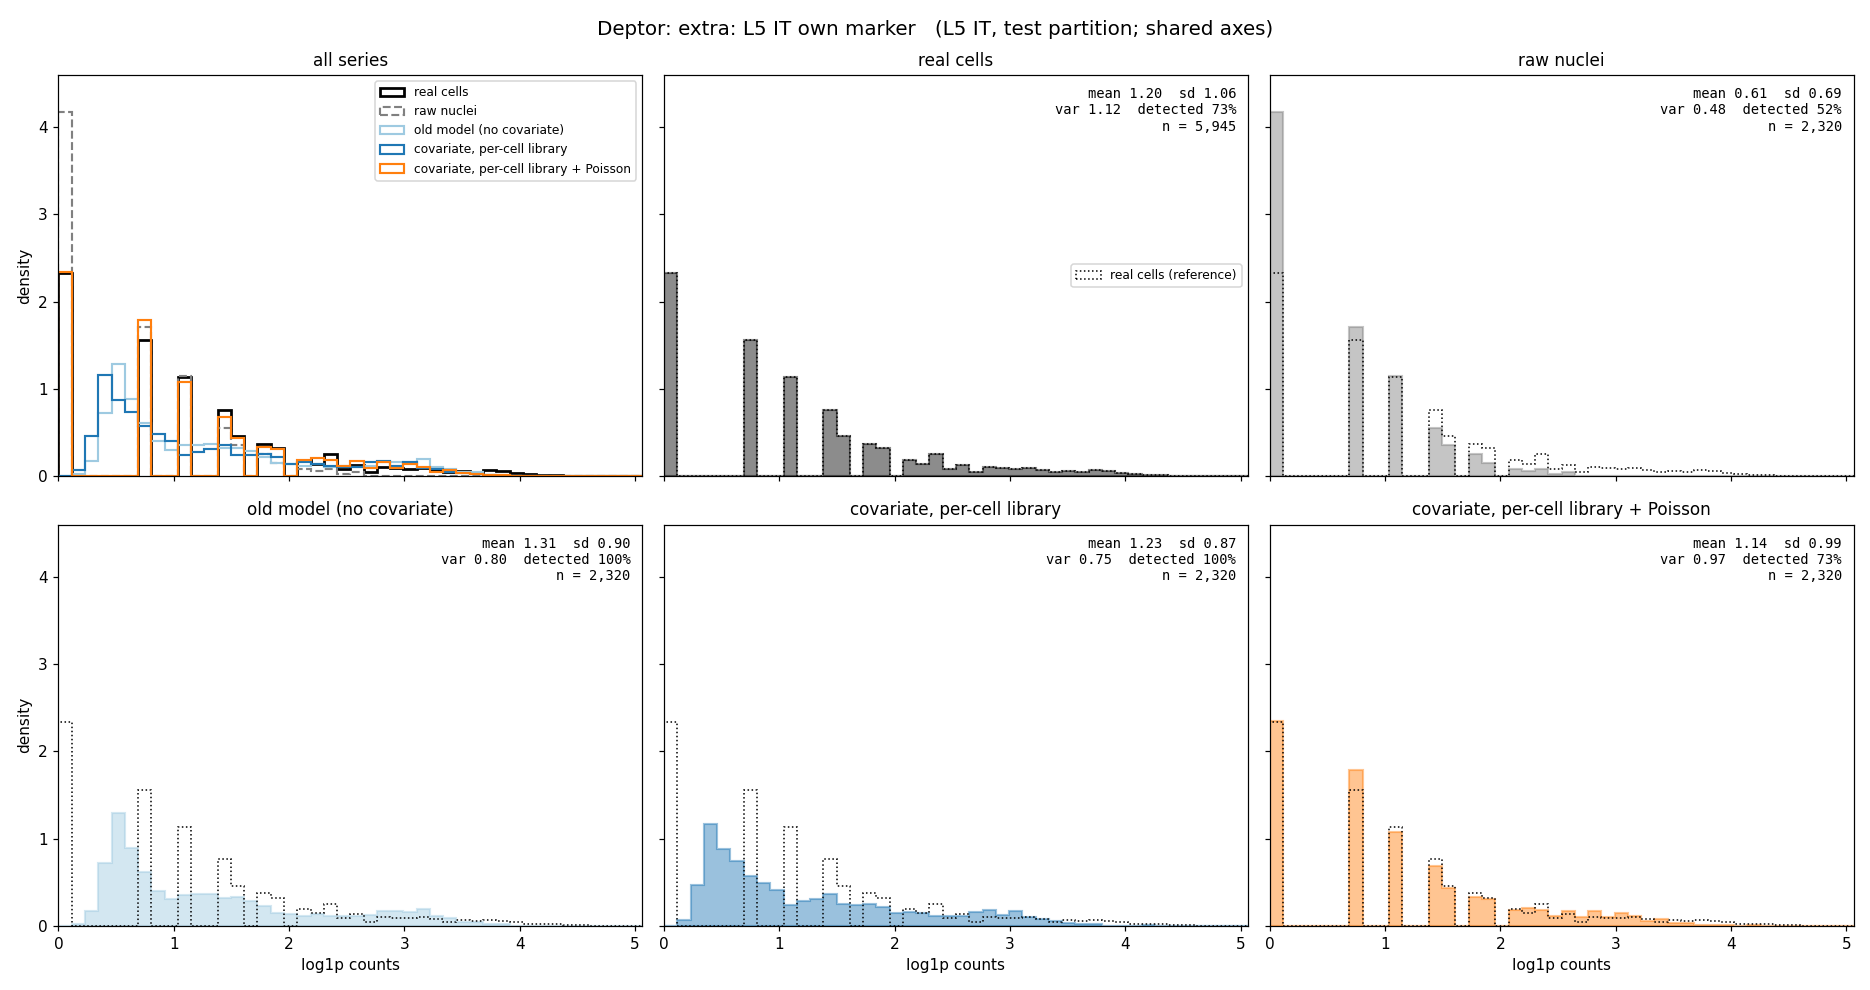 Deptor: extra: L5 IT own marker   (L5 IT, test partition; shared axes)
all series
density
4
3
2
1
0
real cells
raw nuclei
old model (no covariate)
covariate, per-cell library
covariate, per-cell library + Poisson
real cells
mean 1.20  sd 1.06
var 1.12  detected 73%
n = 5,945
real cells (reference)
raw nuclei
mean 0.61  sd 0.69
var 0.48  detected 52%
n = 2,320
old model (no covariate)
density
4
3
2
1
0
mean 1.31  sd 0.90
var 0.80  detected 100%
n = 2,320
0 1 2 3 4 5
log1p counts
covariate, per-cell library
mean 1.23  sd 0.87
var 0.75  detected 100%
n = 2,320
0 1 2 3 4 5
log1p counts
covariate, per-cell library + Poisson
mean 1.14  sd 0.99
var 0.97  detected 73%
n = 2,320
0 1 2 3 4 5
log1p counts